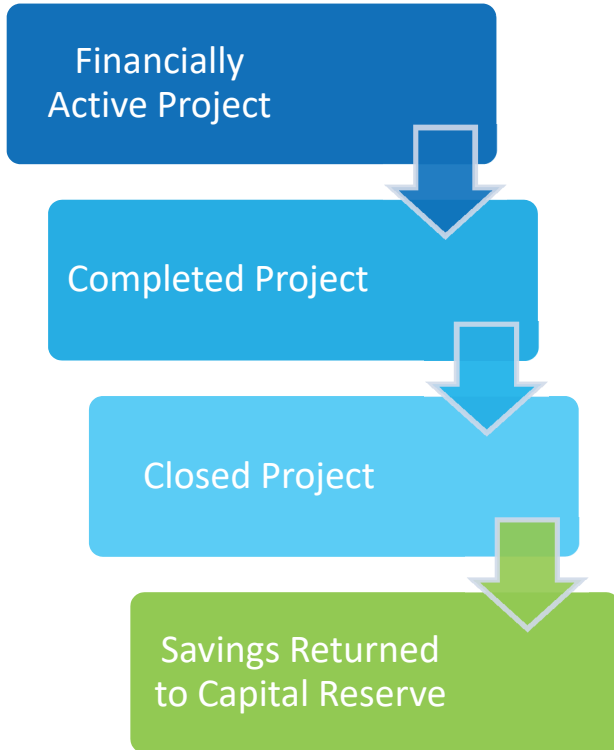 Financially
Active Project
Completed Project
Closed Project
Savings Returned
to Capital Reserve